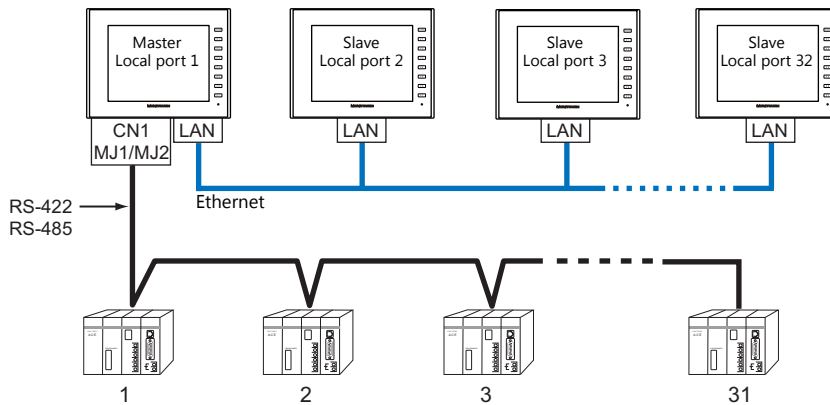 Master
Local port 1
Slave
Local port 2
Slave
Local port 3
Slave
Local port 32
CN1
MJ1/MJ2
LAN
LAN
LAN
LAN
Ethernet
RS-422
RS-485
1
2
3
31